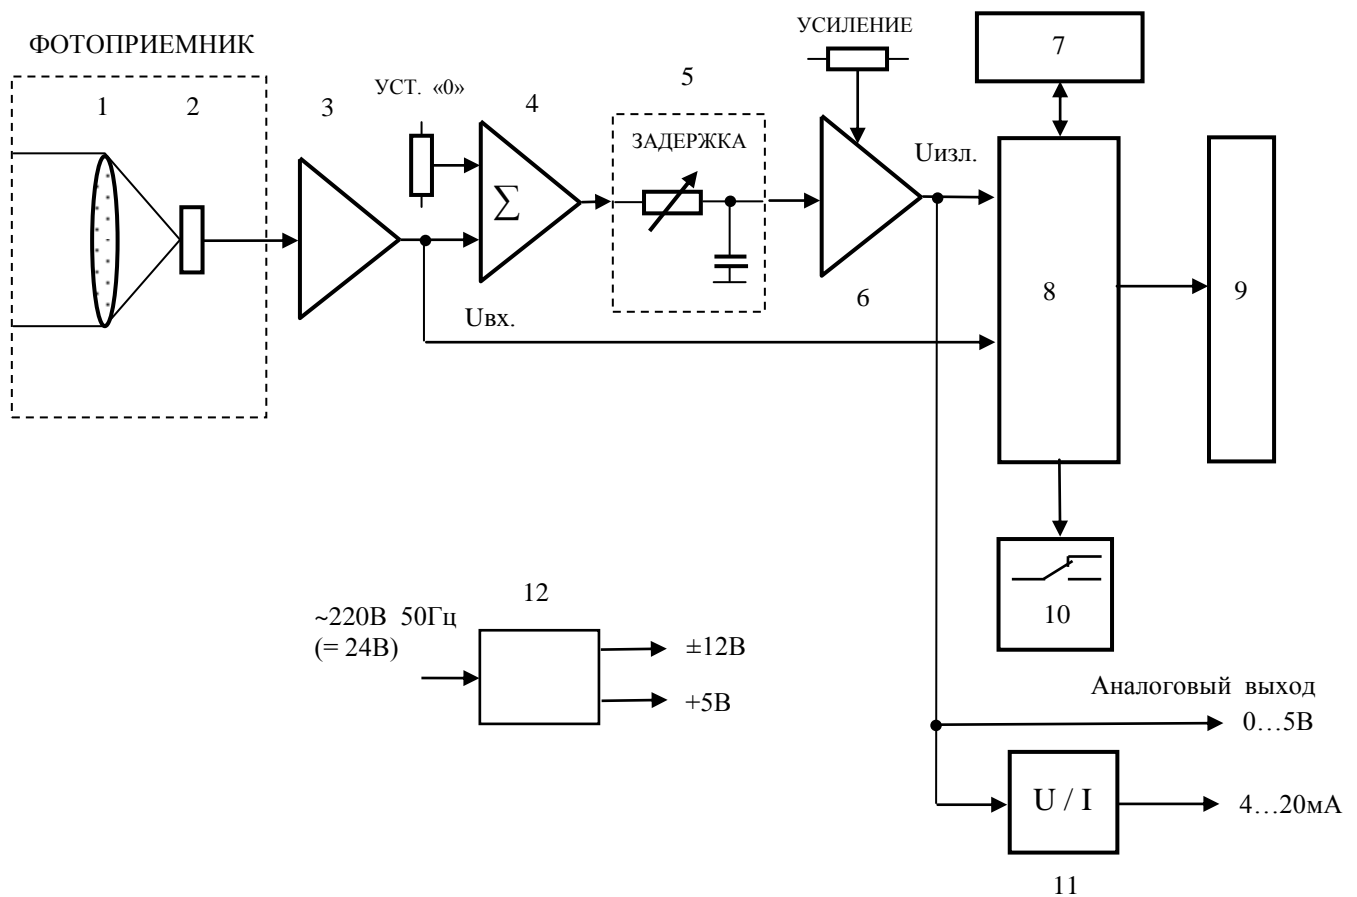 ФОТОПРИЕМНИК
1
2
3
УСТ. «0»
4
∑
5
ЗАДЕРЖКА
УСИЛЕНИЕ
6
Uизл.
Uвх.
7
8
9
10
12
~220В 50Гц
(= 24В)
±12В
+5В
Аналоговый выход
0…5В
U / I
4…20мА
11